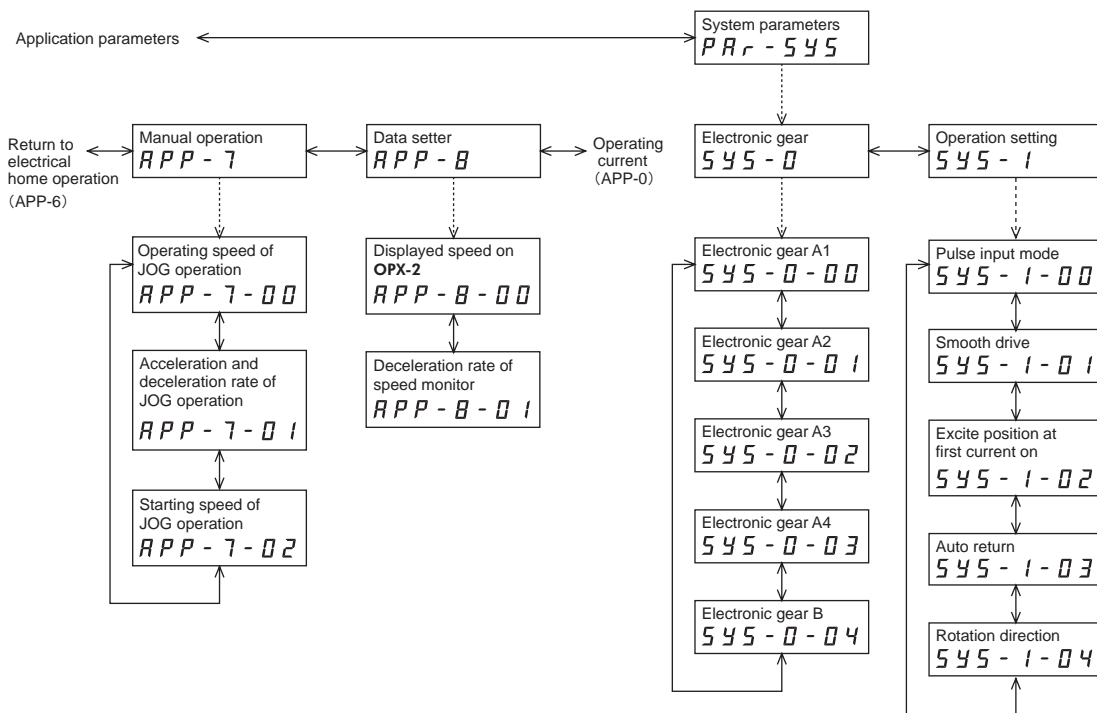 Application parameters
System parameters
PAr-SYS
Return to
electrical
home operation
(APP-6)
Manual operation
APP-7
Data setter
APP-8
Operating
current
(APP-0)
Electronic gear
SYS-0
Operation setting
SYS-1
Operating speed of
JOG operation
APP-7-00
Acceleration and
deceleration rate of
JOG operation
APP-7-01
Starting speed of
JOG operation
APP-7-02
Displayed speed on
OPX-2
APP-8-00
Deceleration rate of
speed monitor
APP-8-01
Electronic gear A1
SYS-0-00
Electronic gear A2
SYS-0-01
Electronic gear A3
SYS-0-02
Electronic gear A4
SYS-0-03
Electronic gear B
SYS-0-04
Pulse input mode
SYS-1-00
Smooth drive
SYS-1-01
Excite position at
first current on
SYS-1-02
Auto return
SYS-1-03
Rotation direction
SYS-1-04